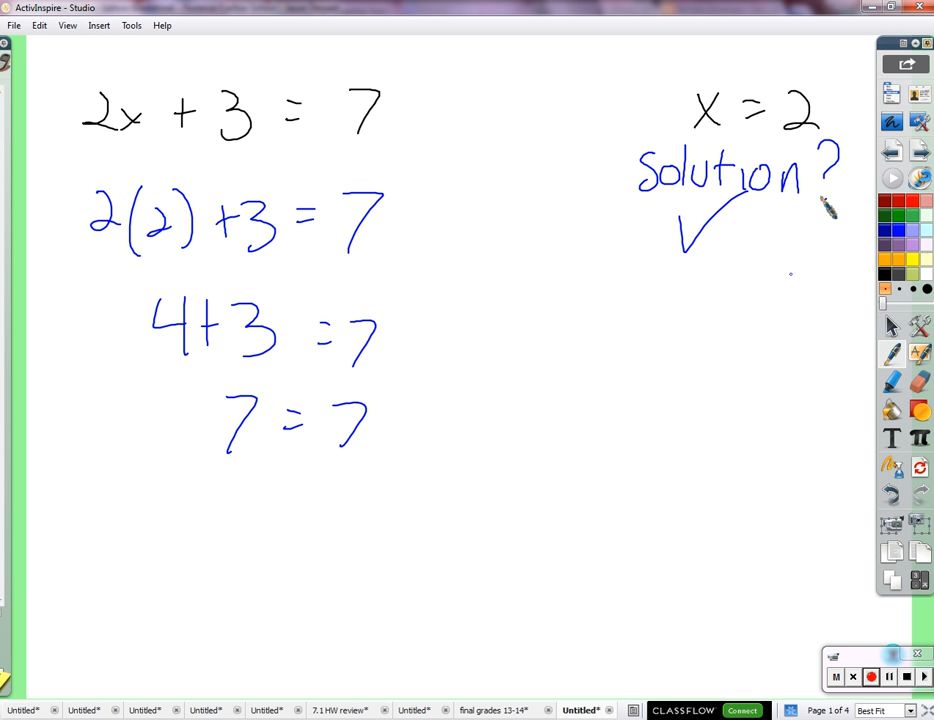 ActivInspire - Studio
File Edit View Insert Tools Help
2x + 3 = 7
x = 2
solution?
2(2) + 3 = 7
4 + 3 = 7
7 = 7
Untitled* Untitled* Untitled* Untitled* 7.1 HW review* Untitled* final grades 13-14* Untitled* CLASSFLOW Connect Page 1 of 4 Best Fit